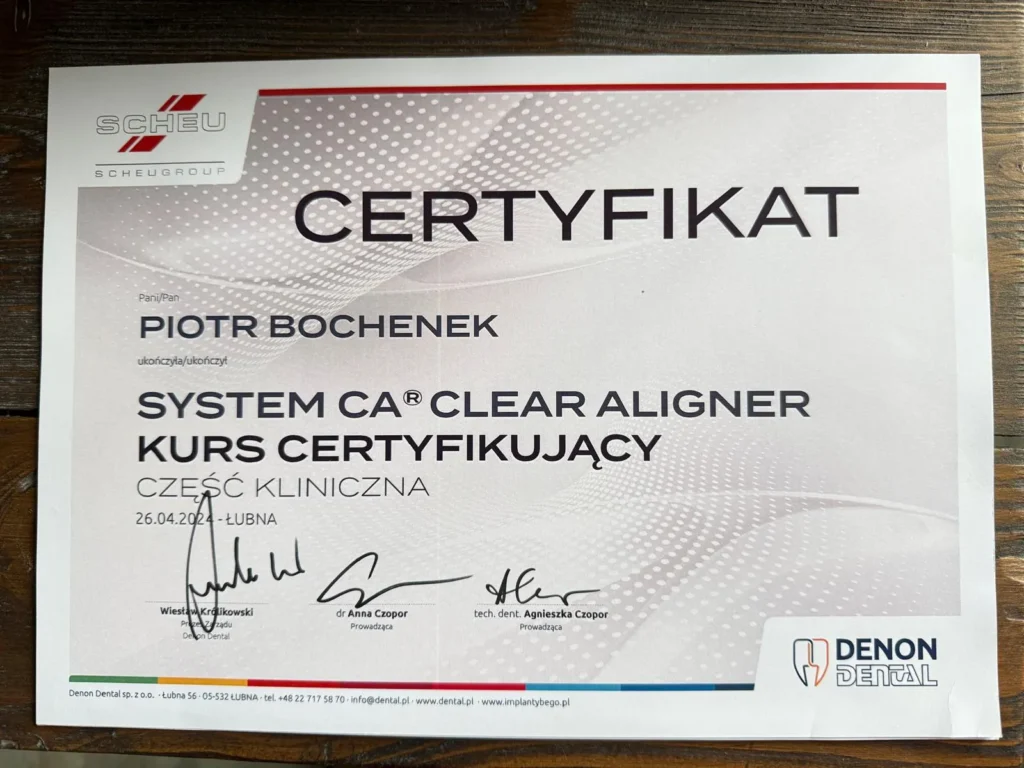 SCHEU
SCHEUGROUP
CERTYFIKAT
Pani/Pan
PIOTR BOCHENEK
ukończyła/ukończył
SYSTEM CA® CLEAR ALIGNER
KURS CERTYFIKUJĄCY
CZĘŚĆ KLINICZNA
26.04.2024 - ŁUBNA
Wiesław Królikowski
Prezes Zarządu
Denon Dental
dr Anna Czopor
Prowadząca
tech. dent. Agnieszka Czopor
Prowadząca
DENON
DENTAL
Denon Dental sp. z o.o. · Łubna 56 · 05-532 ŁUBNA · tel. +48 22 717 58 70 · info@dental.pl · www.dental.pl · www.implantybego.pl